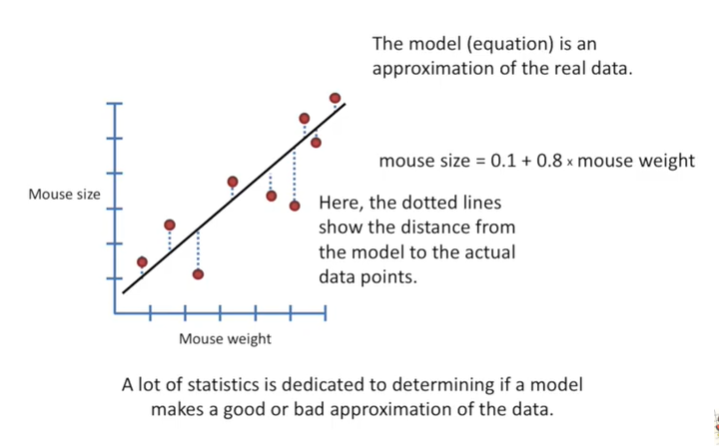 The model (equation) is an
approximation of the real data.
mouse size = 0.1 + 0.8 x mouse weight
Mouse size
Here, the dotted lines
show the distance from
the model to the actual
data points.
Mouse weight
A lot of statistics is dedicated to determining if a model
makes a good or bad approximation of the data.